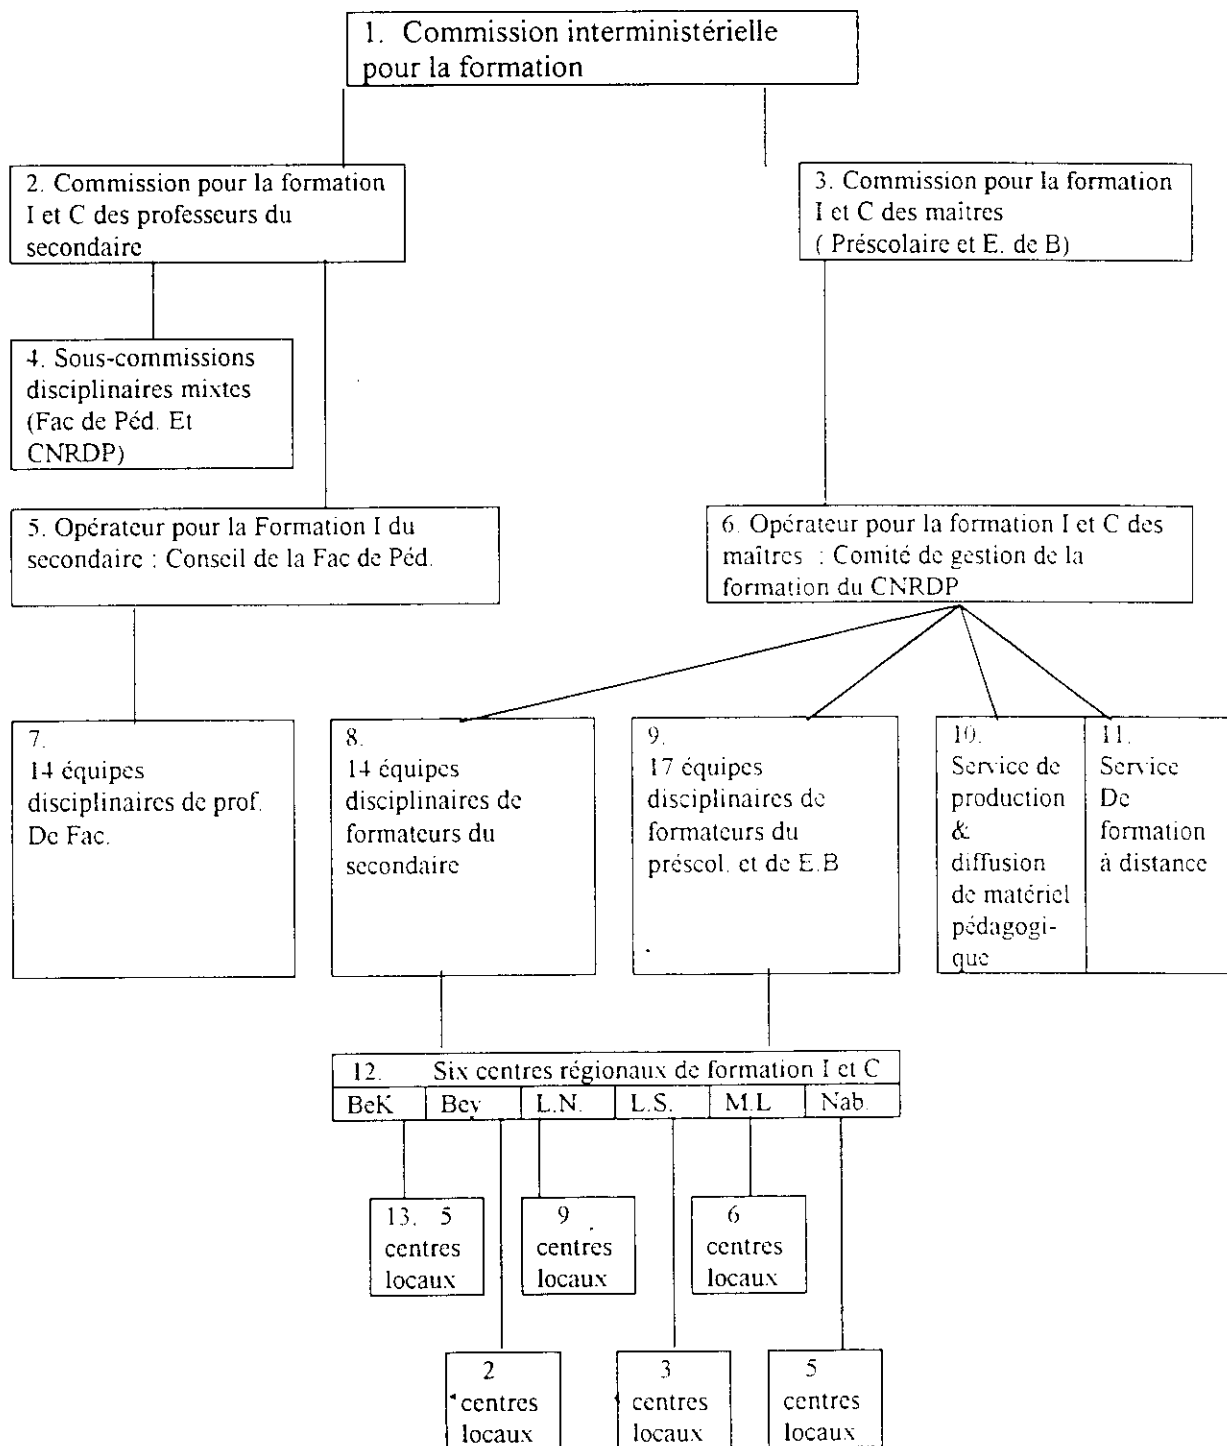 1. Commission interministérielle
pour la formation
2. Commission pour la formation
I et C des professeurs du
secondaire
3. Commission pour la formation
I et C des maîtres
( Préscolaire et E. de B)
4. Sous-commissions
disciplinaires mixtes
(Fac de Péd. Et
CNRDP)
5. Opérateur pour la Formation I du
secondaire : Conseil de la Fac de Péd.
6. Opérateur pour la formation I et C des
maîtres : Comité de gestion de la
formation du CNRDP
7.
14 équipes
disciplinaires de prof.
De Fac.
8.
14 équipes
disciplinaires de
formateurs du
secondaire
9.
17 équipes
disciplinaires de
formateurs du
préscol. et de E.B
10.
Service de
production
&
diffusion
de matériel
pédagogi-
que
11.
Service
De
formation
à distance
12. Six centres régionaux de formation I et C
BeK Bey L.N. L.S. M.L Nab.
13. 5
centres
locaux
9
centres
locaux
6
centres
locaux
2
centres
locaux
3
centres
locaux
5
centres
locaux